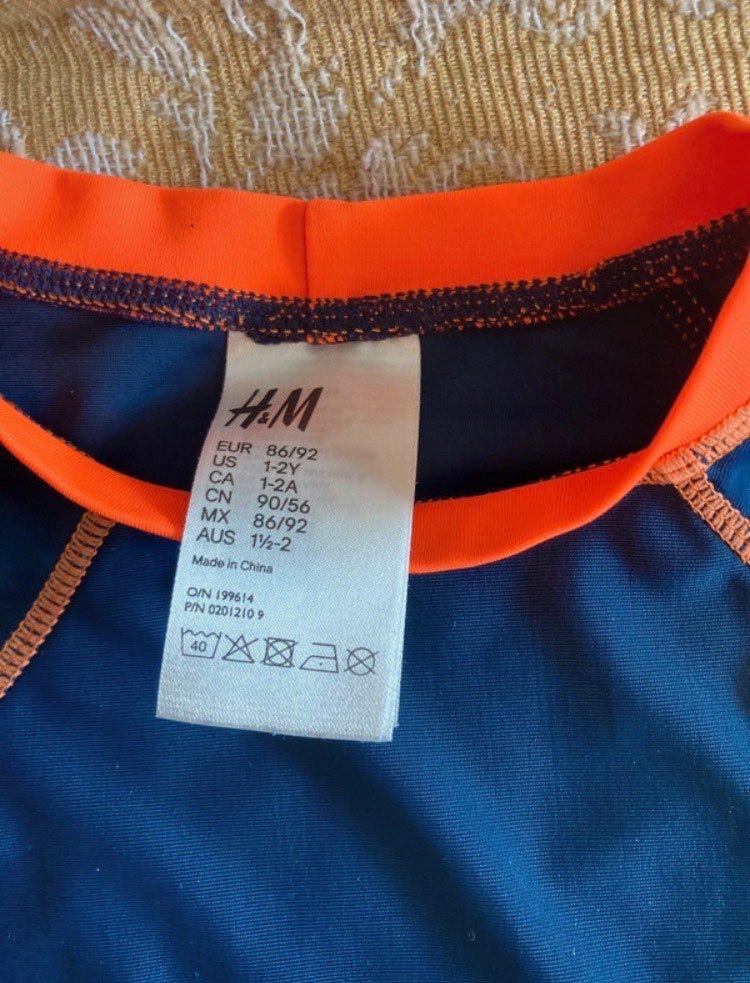 H&M
EUR 86/92
US 1-2Y
CA 1-2A
CN 90/56
MX 86/92
AUS 1½-2
Made in China
O/N 199614
P/N 0201210 9
40